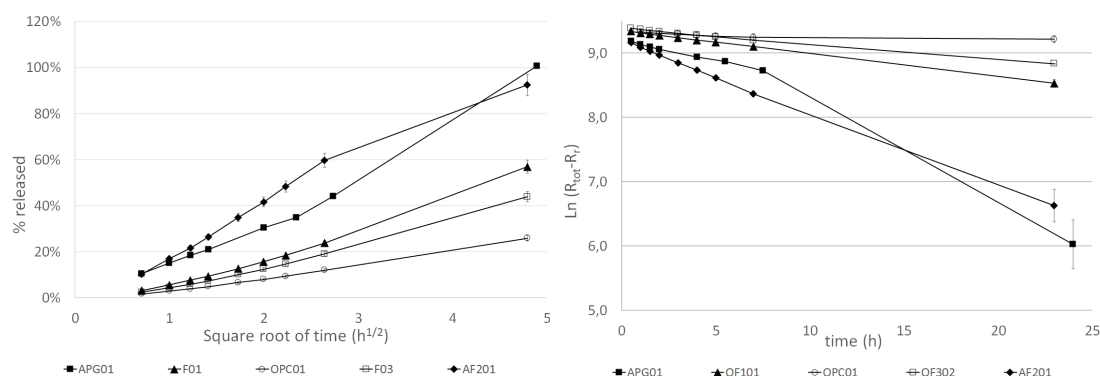 120%
100%
80%
60%
40%
20%
0%
% released
0 1 2 3 4 5
Square root of time (h1/2)
APG01 F01 OPC01 F03 AF201
9,0
8,0
7,0
6,0
5,0
Ln (Rtot-Rr)
0 5 10 15 20 25
time (h)
APG01 OF101 OPC01 OF302 AF201